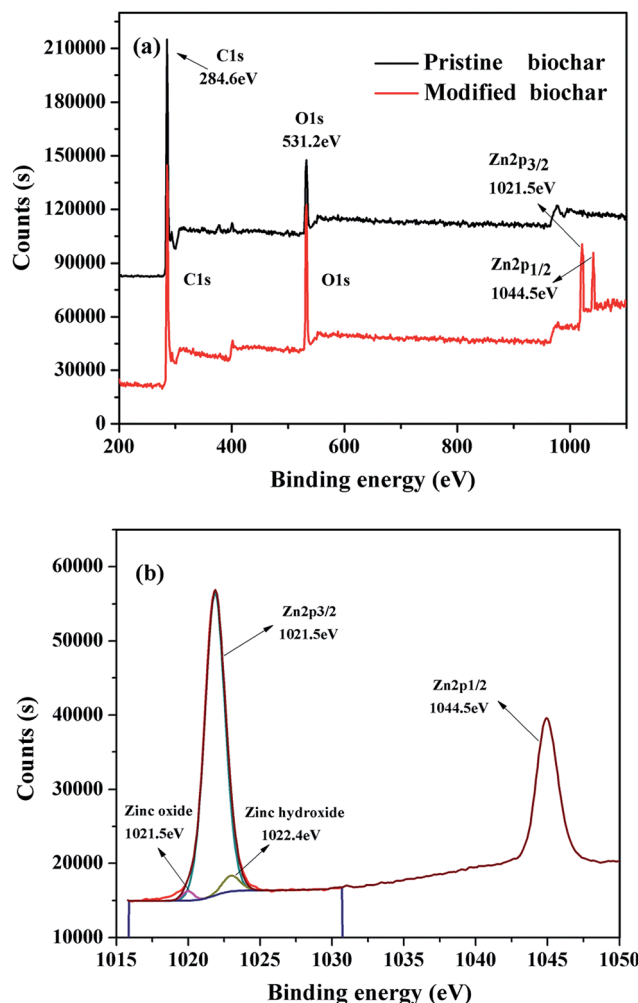 (a)
C1s
284.6eV
Pristine biochar
Modified biochar
O1s
531.2eV
Zn2p3/2
1021.5eV
Zn2p1/2
1044.5eV
C1s
O1s
210000
180000
150000
120000
90000
60000
30000
0
Counts (s)
200
400
600
800
1000
Binding energy (eV)
(b)
Zn2p3/2
1021.5eV
Zn2p1/2
1044.5eV
Zinc oxide
1021.5eV
Zinc hydroxide
1022.4eV
60000
50000
40000
30000
20000
10000
Counts (s)
1015
1020
1025
1030
1035
1040
1045
1050
Binding energy (eV)